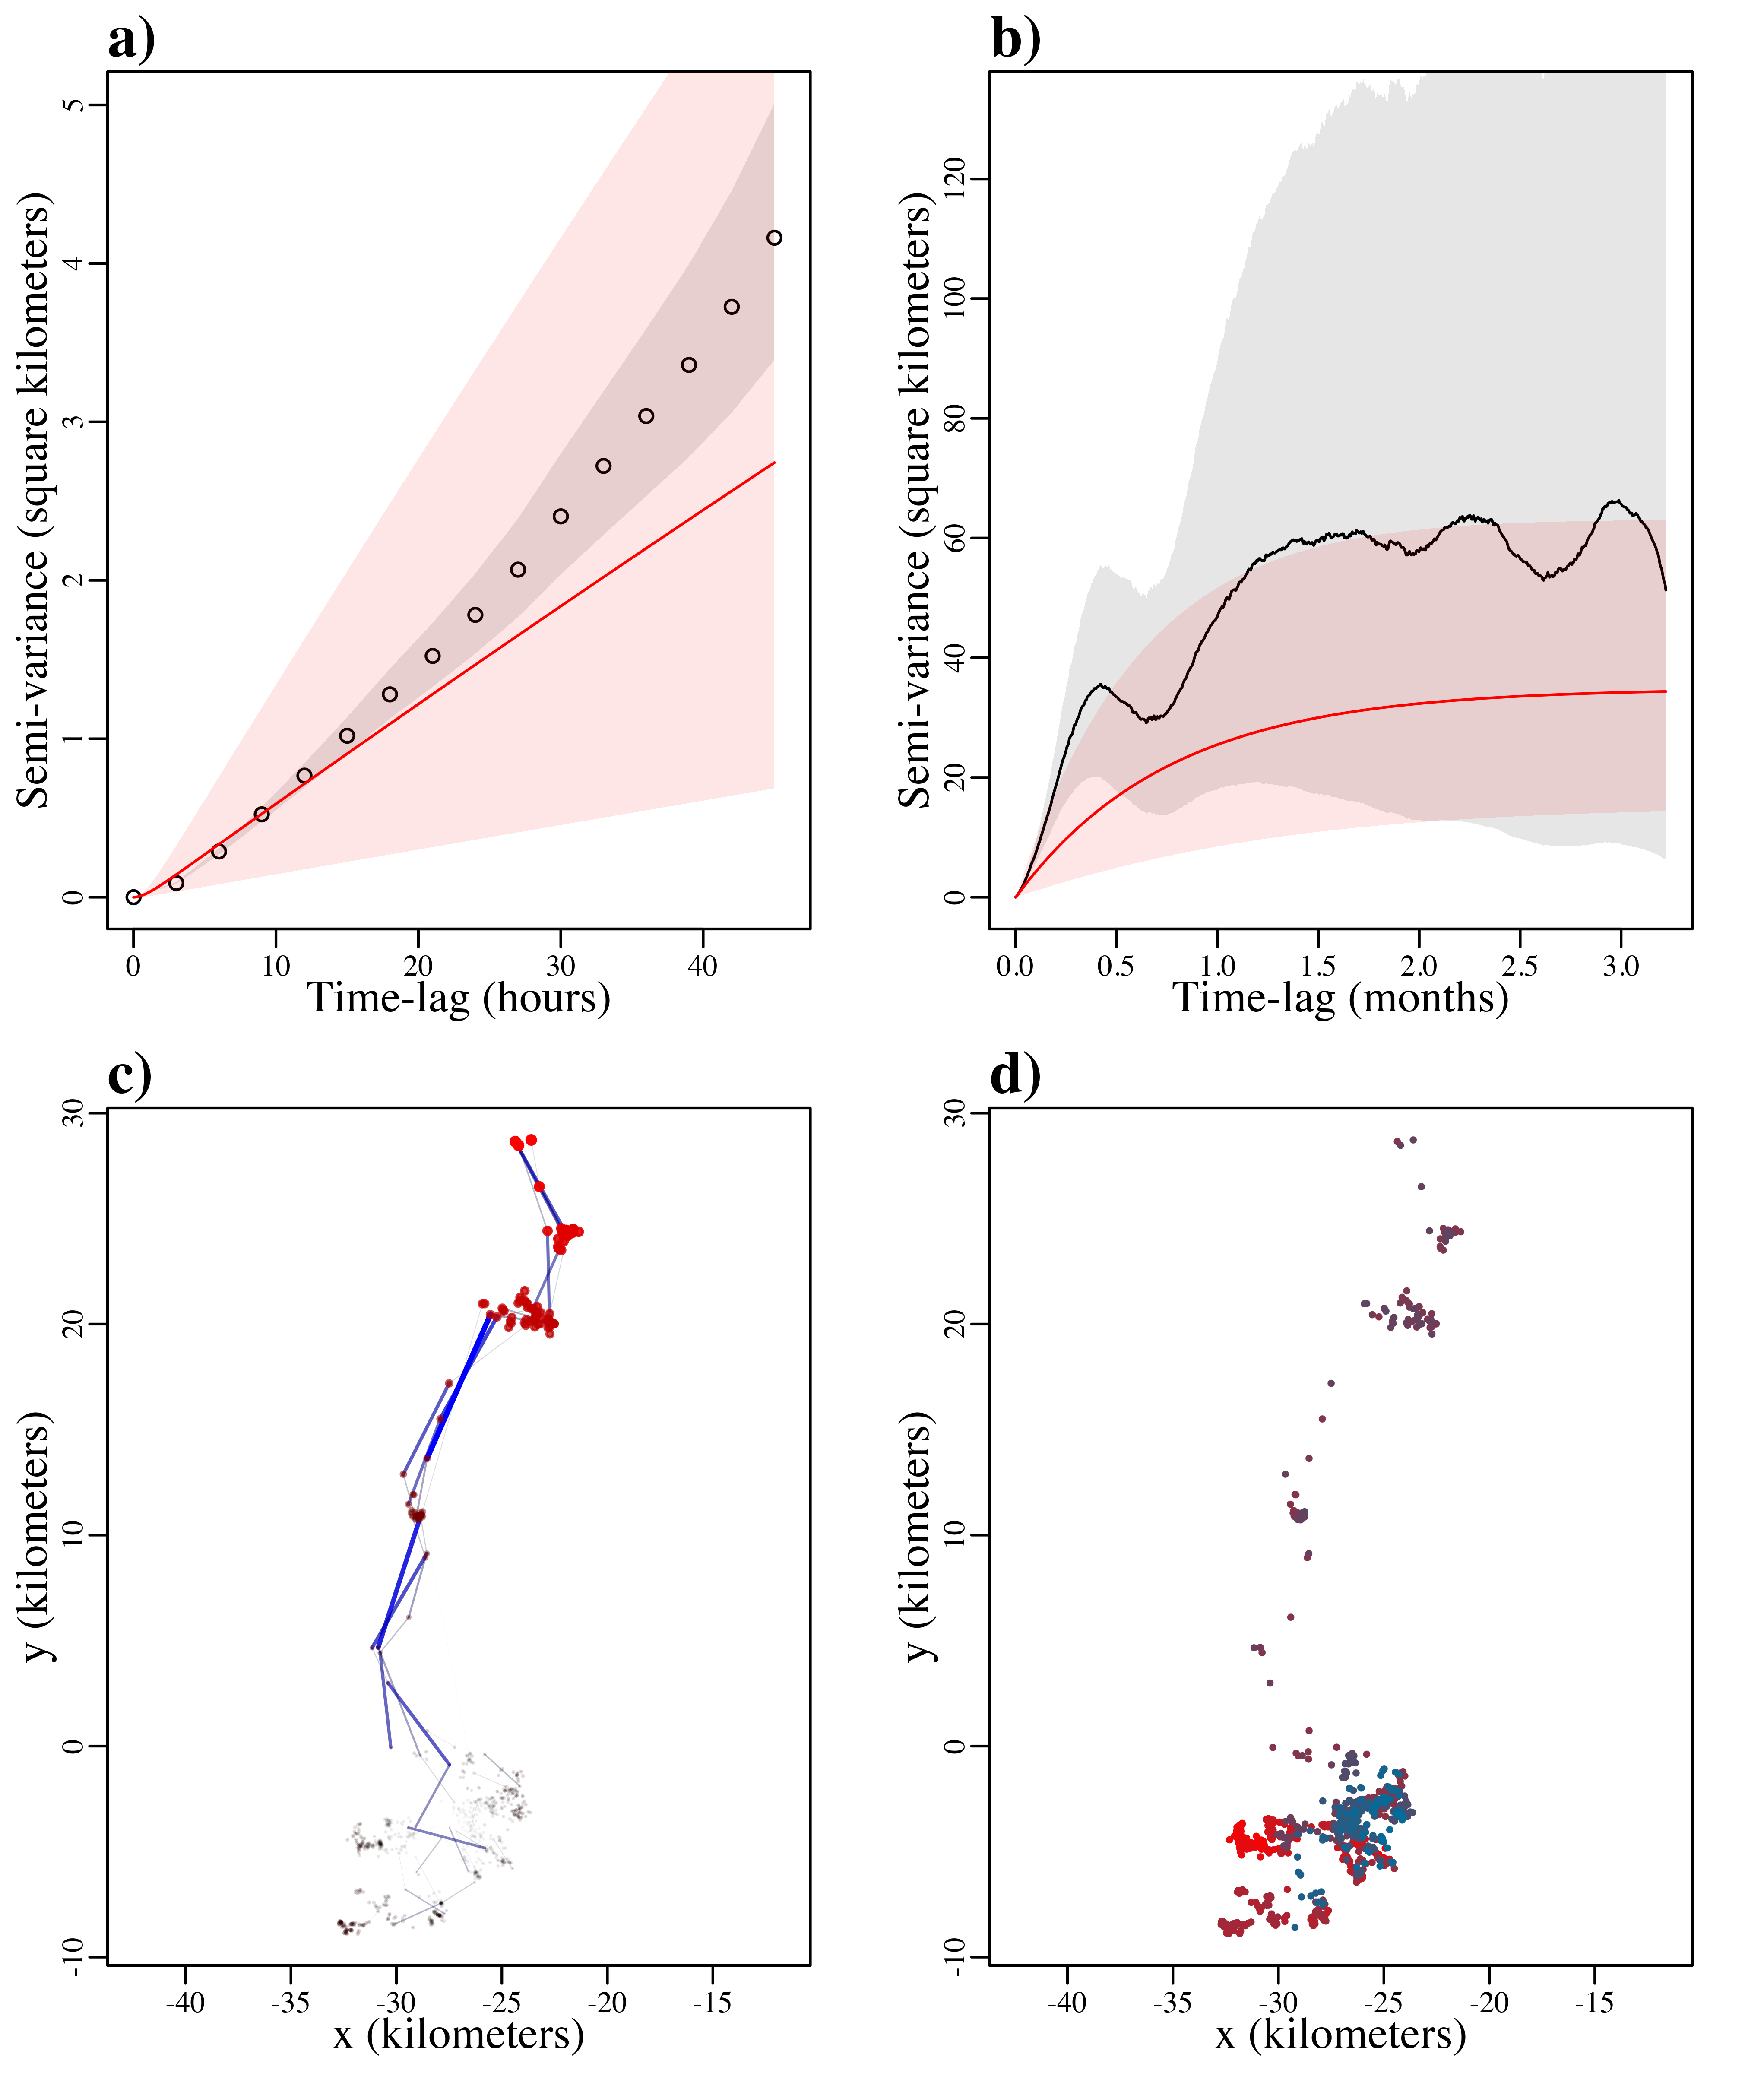 a)
Semi-variance (square kilometers)
0 1 2 3 4 5
0 10 20 30 40
Time-lag (hours)
b)
Semi-variance (square kilometers)
0 20 40 60 80 100 120
0.0 0.5 1.0 1.5 2.0 2.5 3.0
Time-lag (months)
c)
y (kilometers)
-10 0 10 20 30
-40 -35 -30 -25 -20 -15
x (kilometers)
d)
y (kilometers)
-10 0 10 20 30
-40 -35 -30 -25 -20 -15
x (kilometers)